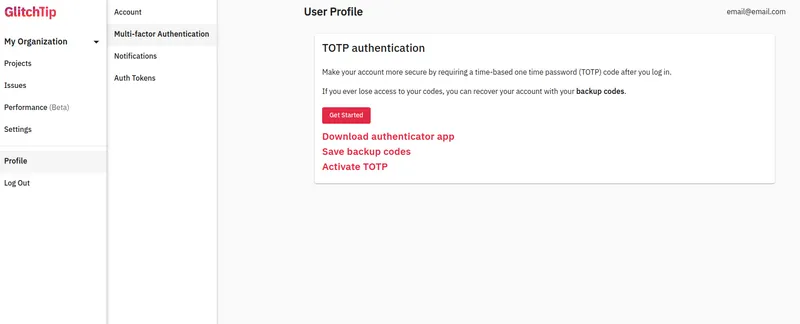 GlitchTip
My Organization
Projects
Issues
Performance (Beta)
Settings
Profile
Log Out
Account
Multi-factor Authentication
Notifications
Auth Tokens
User Profile
email@email.com
TOTP authentication
Make your account more secure by requiring a time-based one time password (TOTP) code after you log in.
If you ever lose access to your codes, you can recover your account with your backup codes.
Get Started
Download authenticator app
Save backup codes
Activate TOTP